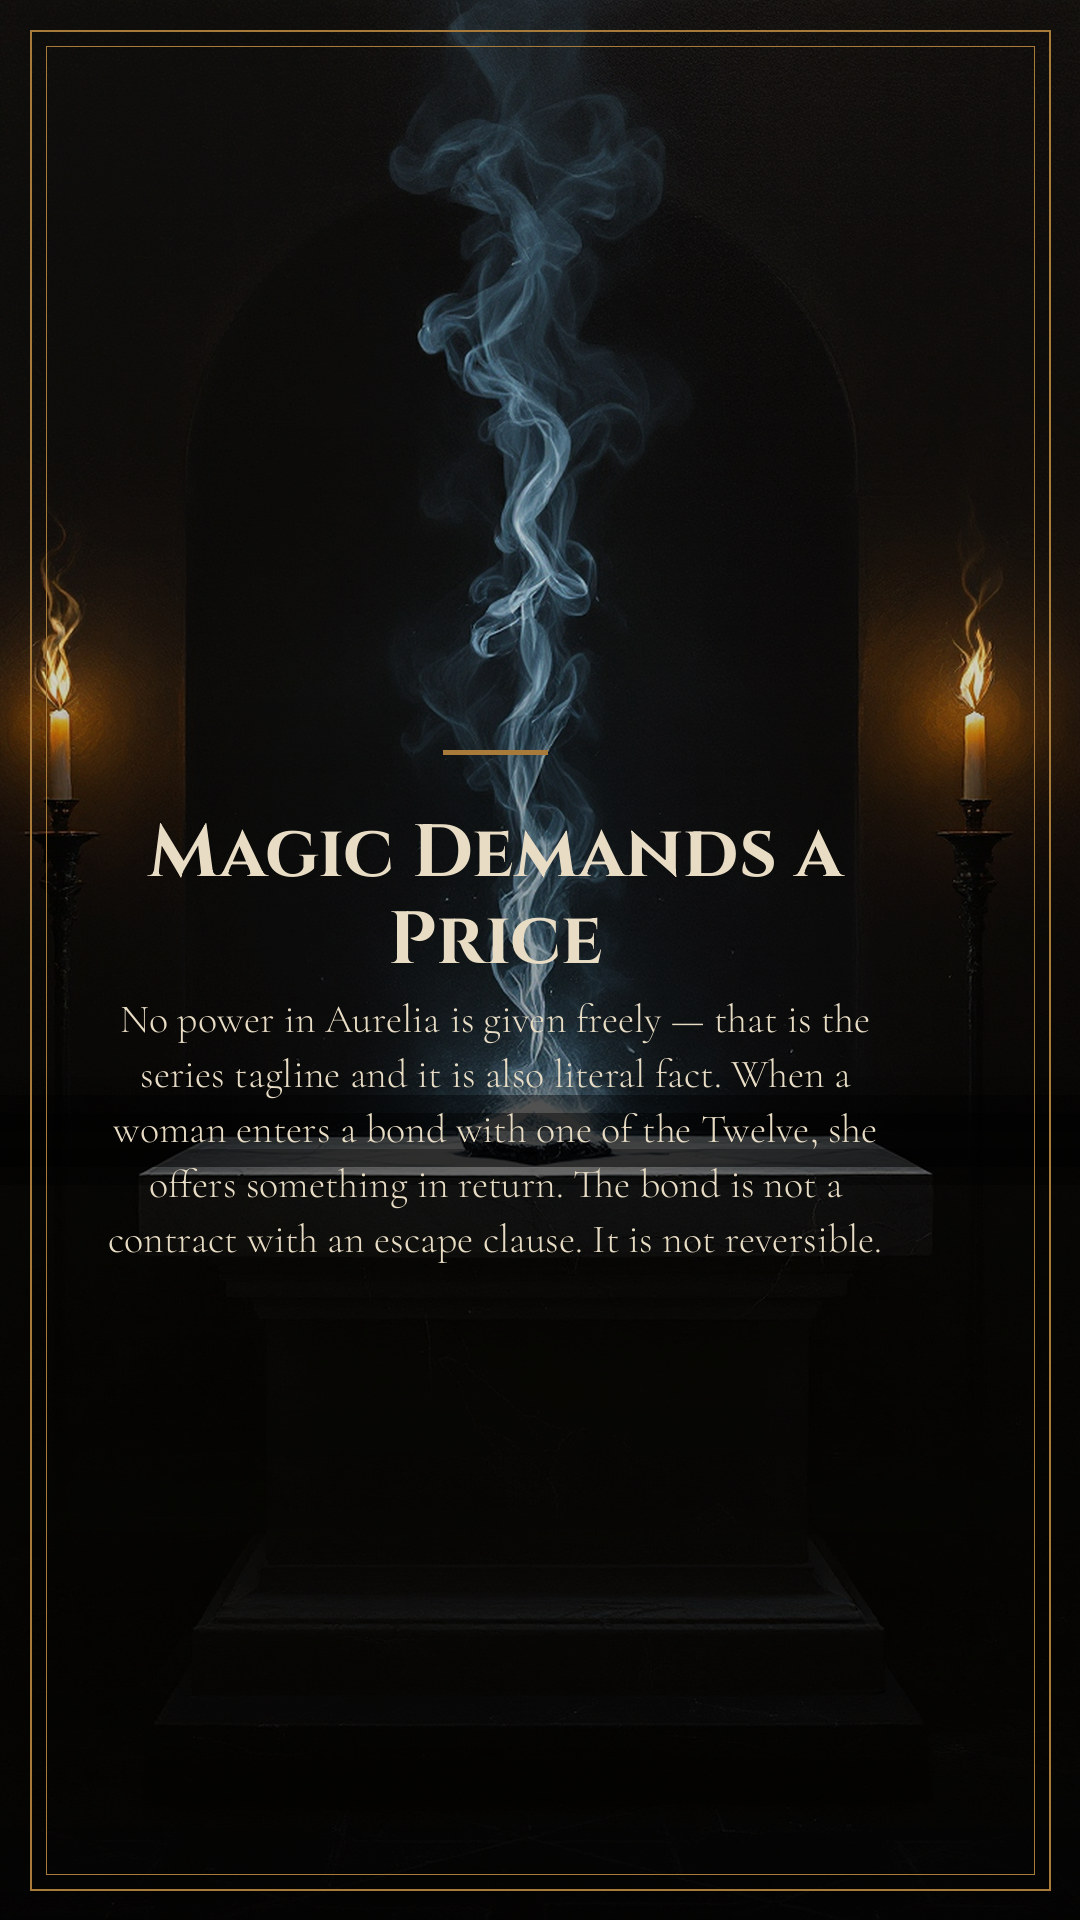 Magic Demands a
Price
No power in Aurelia is given freely — that is the
series tagline and it is also literal fact. When a
woman enters a bond with one of the Twelve, she
offers something in return. The bond is not a
contract with an escape clause. It is not reversible.